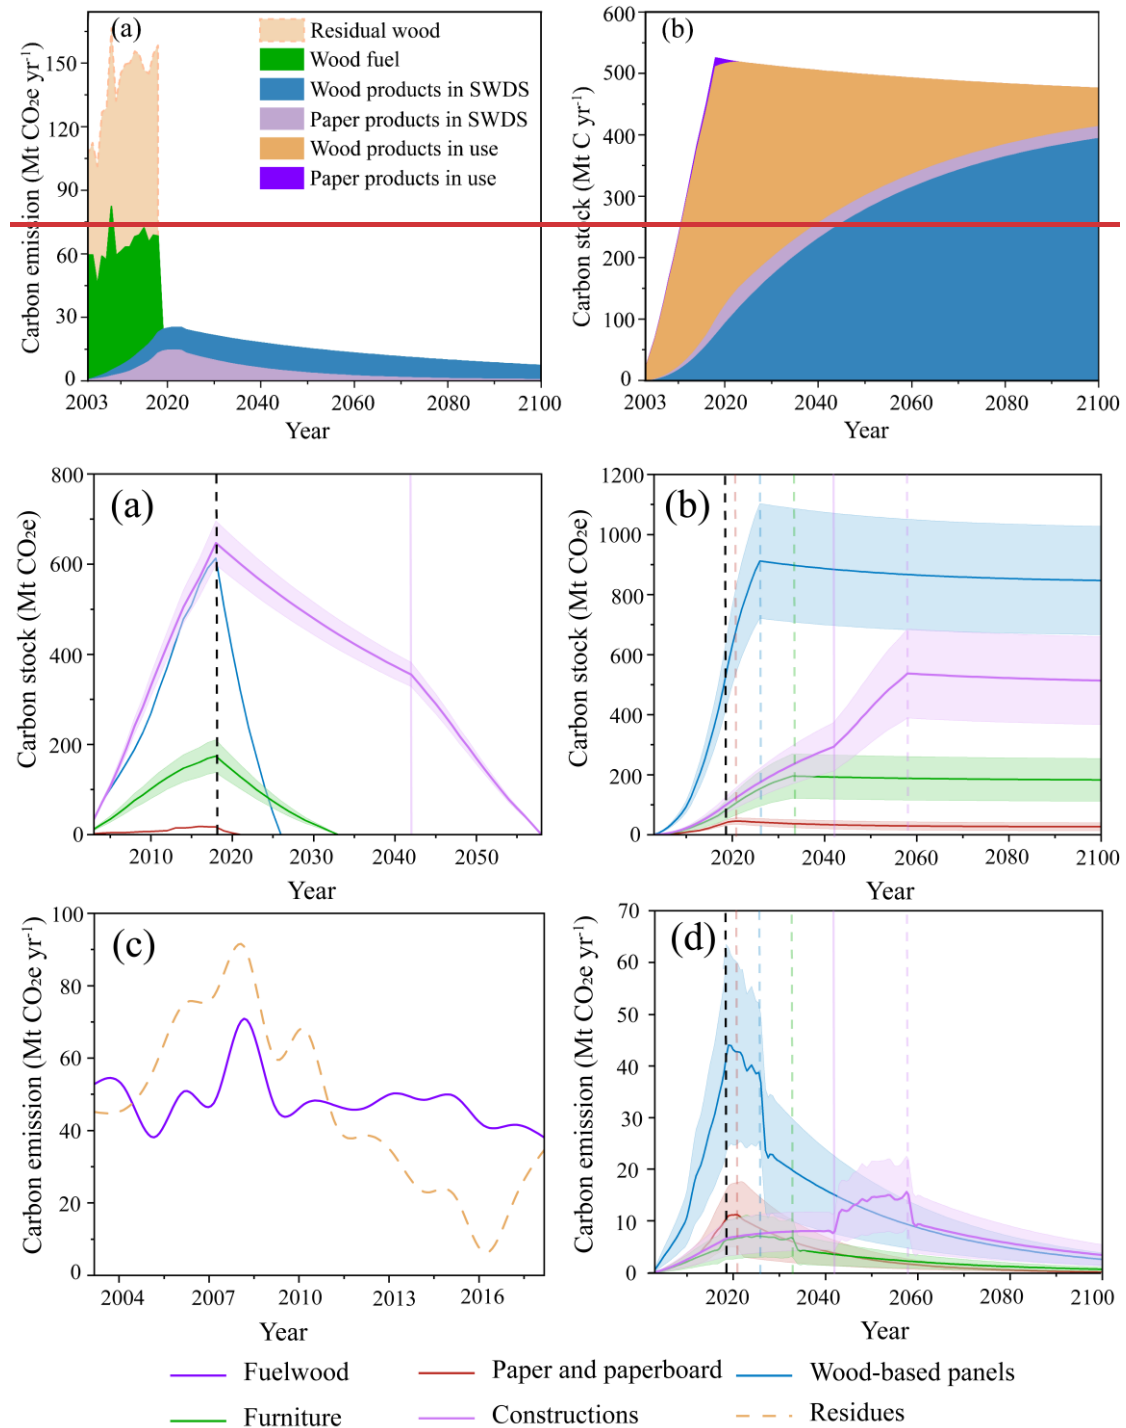 (a)
Residual wood
Wood fuel
Wood products in SWDS
Paper products in SWDS
Wood products in use
Paper products in use
Carbon emission (Mt CO₂e yr⁻¹)
150
120
90
60
30
0
2003 2020 2040 2060 2080 2100
Year
(b)
Carbon stock (Mt C yr⁻¹)
600
500
400
300
200
100
0
2003 2020 2040 2060 2080 2100
Year
(a)
Carbon stock (Mt CO₂e)
800
600
400
200
0
2010 2020 2030 2040 2050
Year
(b)
Carbon stock (Mt CO₂e)
1200
1000
800
600
400
200
0
2020 2040 2060 2080 2100
Year
(c)
Carbon emission (Mt CO₂e yr⁻¹)
100
80
60
40
20
0
2004 2007 2010 2013 2016
Year
(d)
Carbon emission (Mt CO₂e yr⁻¹)
70
60
50
40
30
20
10
0
2020 2040 2060 2080 2100
Year
Fuelwood Paper and paperboard Wood-based panels
Furniture Constructions Residues